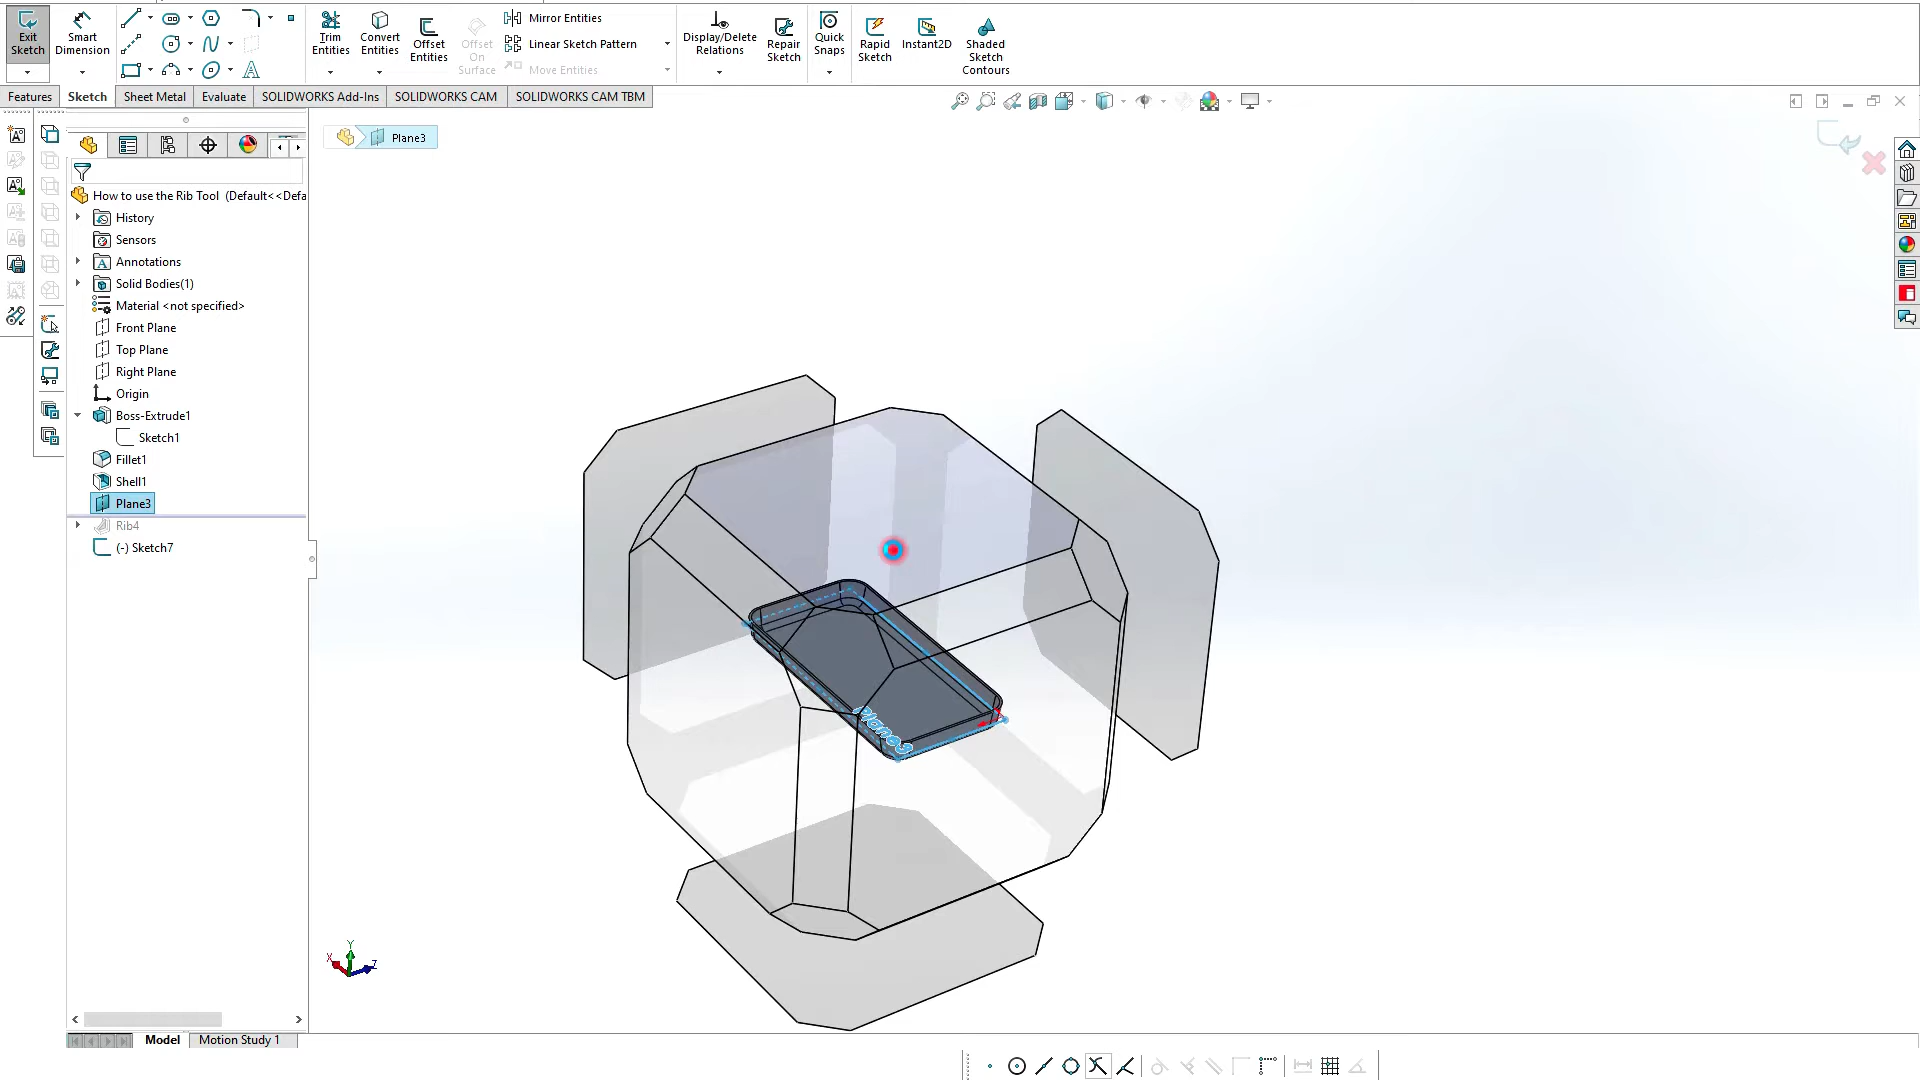 Exit
Sketch
Smart
Dimension
Trim
Entities
Convert
Entities
Offset
Entities
Offset
On
Surface
Mirror Entities
Linear Sketch Pattern
Move Entities
Display/Delete
Relations
Repair
Sketch
Quick
Snaps
Rapid
Sketch
Instant2D
Shaded
Sketch
Contours
Features
Sketch
Sheet Metal
Evaluate
SOLIDWORKS Add-Ins
SOLIDWORKS CAM
SOLIDWORKS CAM TBM
Plane3
How to use the Rib Tool (Default<<Defa
History
Sensors
Annotations
Solid Bodies(1)
Material <not specified>
Front Plane
Top Plane
Right Plane
Origin
Boss-Extrude1
Sketch1
Fillet1
Shell1
Plane3
Rib4
(-) Sketch7
Plane3
Y
X
Z
Model
Motion Study 1